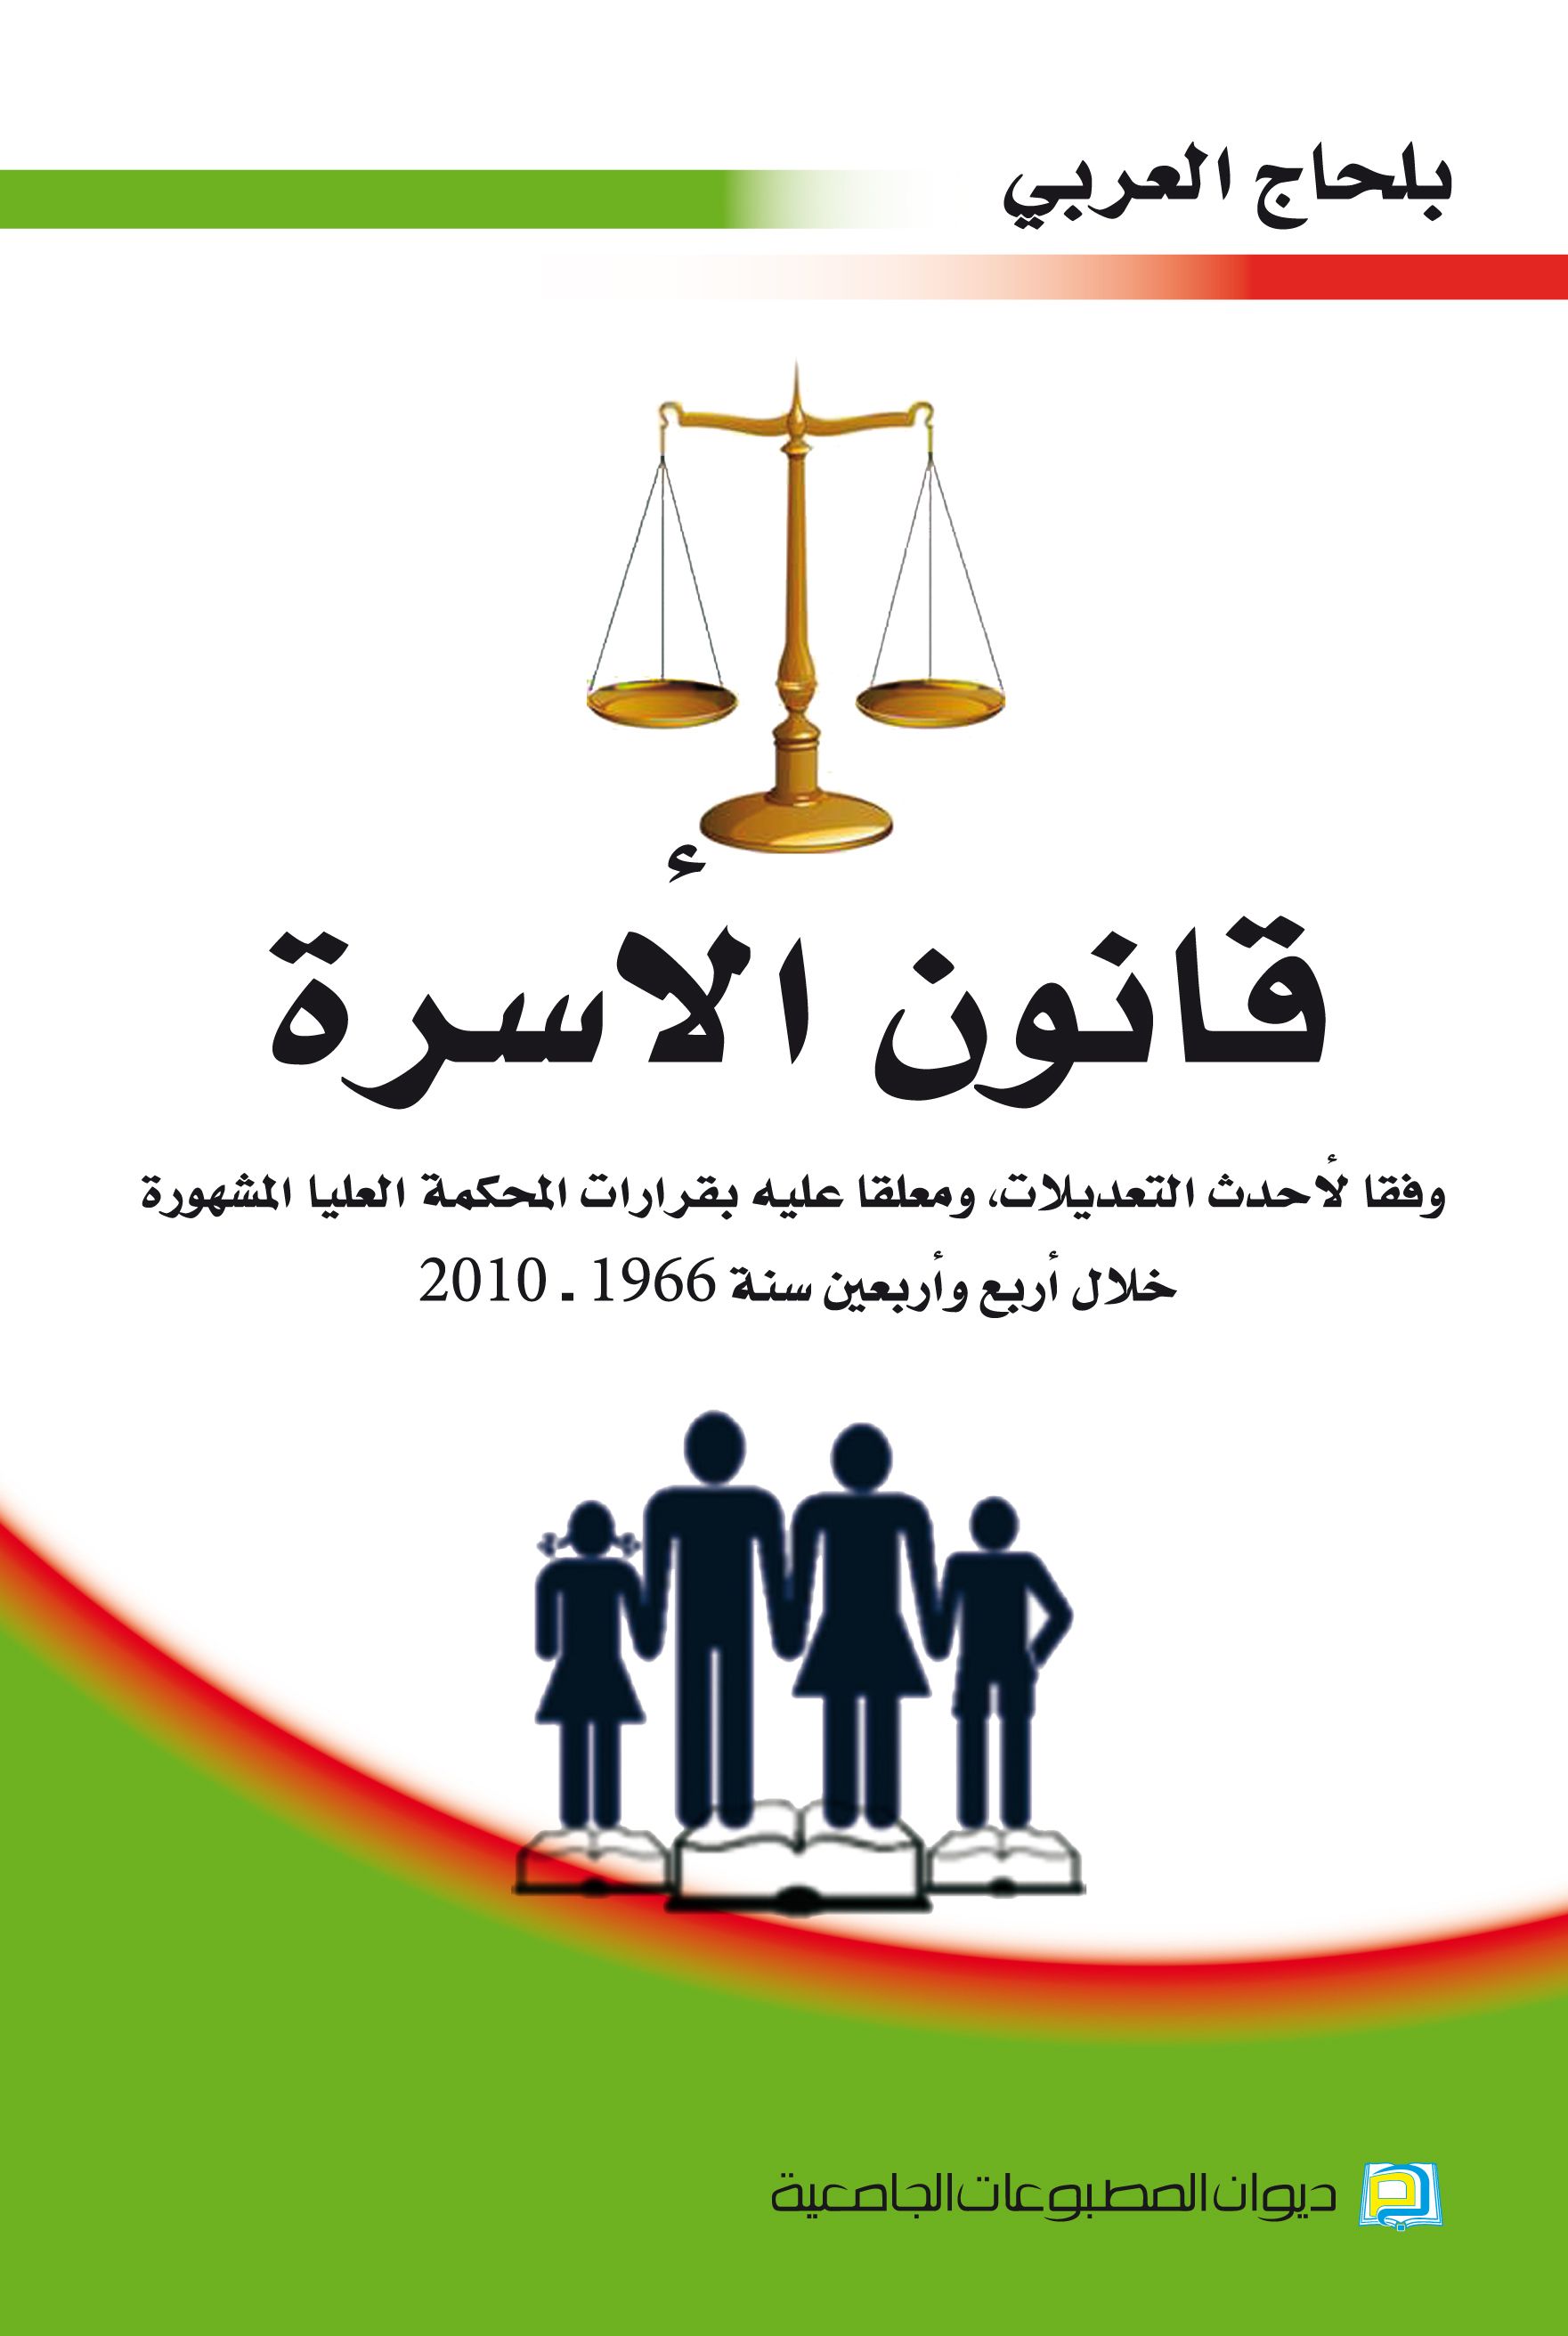 بلحاج العربي
قانون الأسرة
وفقا لأحدث التعديلات، ومعلقا عليه بقرارات المحكمة العليا المشهورة
خلال أربع وأربعين سنة 1966 ـ 2010
ديوان المطبوعات الجامعية